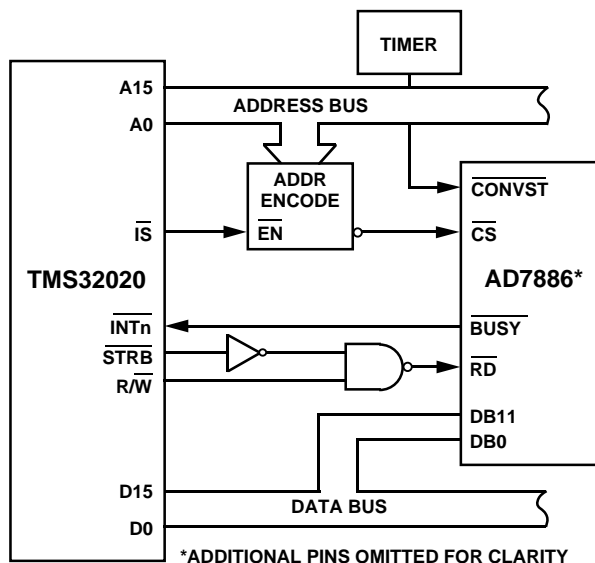 TIMER
A15
ADDRESS BUS
A0
ADDR
ENCODE
CONVST
IS
EN
CS
TMS32020
AD7886*
INTn
BUSY
STRB
RD
R/W
DB11
DB0
D15
DATA BUS
D0
*ADDITIONAL PINS OMITTED FOR CLARITY